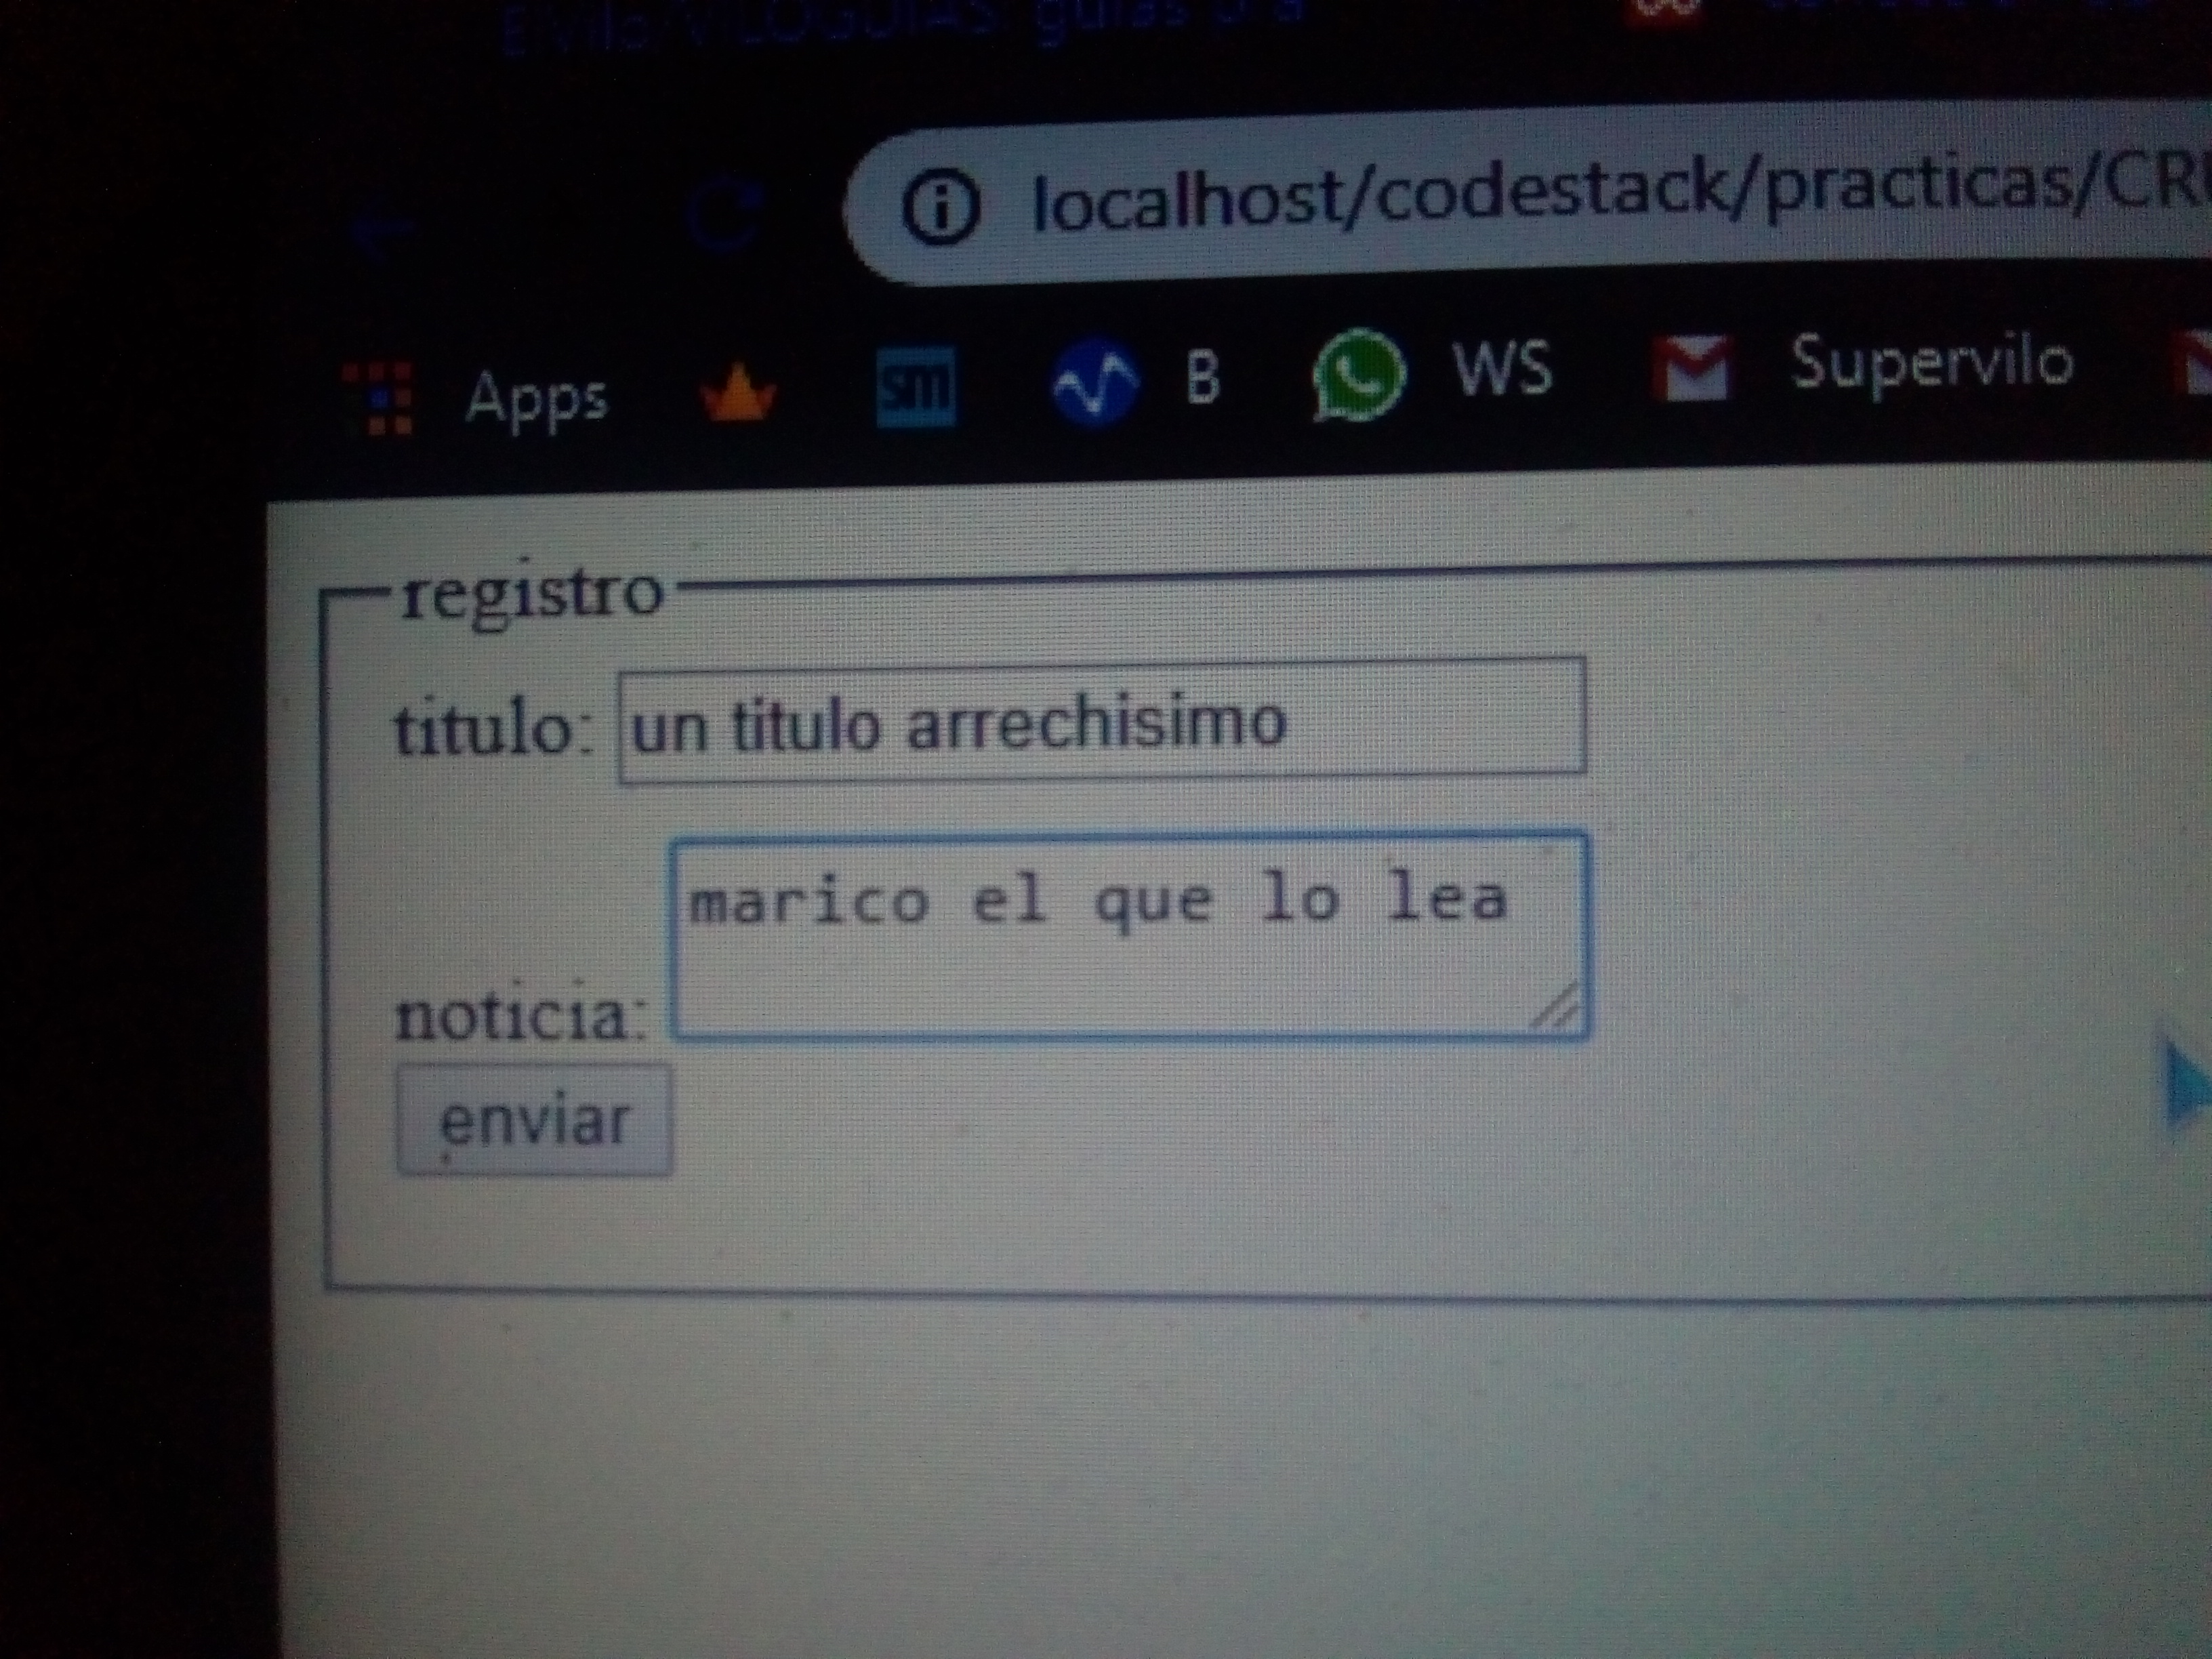 localhost/codestack/practicas/CR
Apps sm B WS Supervilo
registro
titulo: un titulo arrechisimo
marico el que lo lea
noticia:
enviar